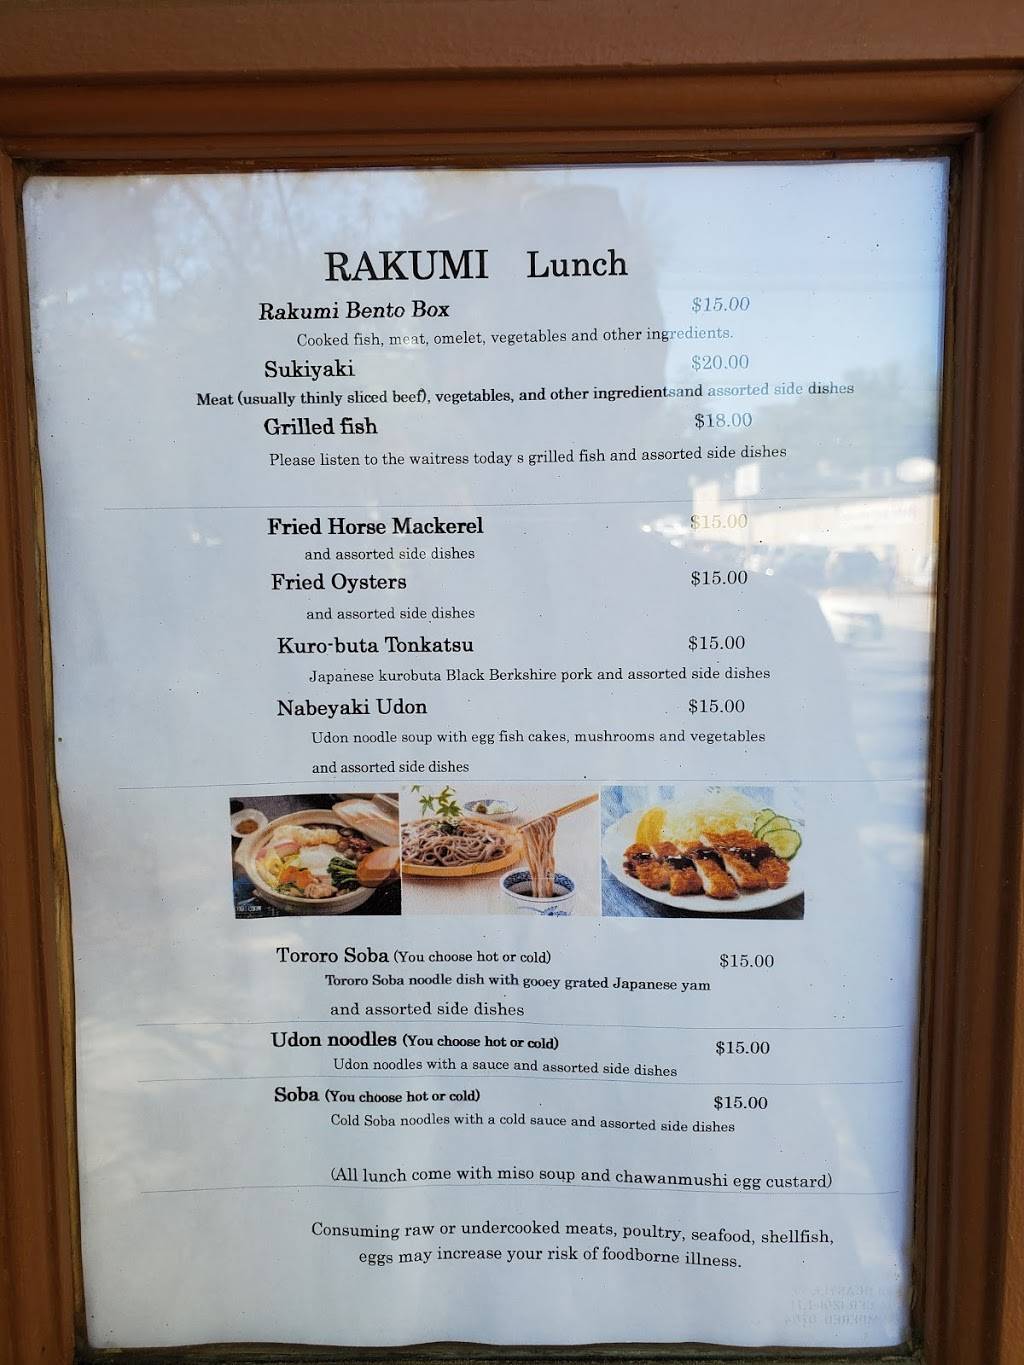 RAKUMI Lunch
Rakumi Bento Box $15.00
Cooked fish, meat, omelet, vegetables and other ingredients.
Sukiyaki $20.00
Meat (usually thinly sliced beef), vegetables, and other ingredientsand assorted side dishes
Grilled fish $18.00
Please listen to the waitress today s grilled fish and assorted side dishes
Fried Horse Mackerel $15.00
and assorted side dishes
Fried Oysters $15.00
and assorted side dishes
Kuro-buta Tonkatsu $15.00
Japanese kurobuta Black Berkshire pork and assorted side dishes
Nabeyaki Udon $15.00
Udon noodle soup with egg fish cakes, mushrooms and vegetables
and assorted side dishes
Tororo Soba (You choose hot or cold) $15.00
Tororo Soba noodle dish with gooey grated Japanese yam
and assorted side dishes
Udon noodles (You choose hot or cold) $15.00
Udon noodles with a sauce and assorted side dishes
Soba (You choose hot or cold) $15.00
Cold Soba noodles with a cold sauce and assorted side dishes
(All lunch come with miso soup and chawanmushi egg custard)
Consuming raw or undercooked meats, poultry, seafood, shellfish,
eggs may increase your risk of foodborne illness.